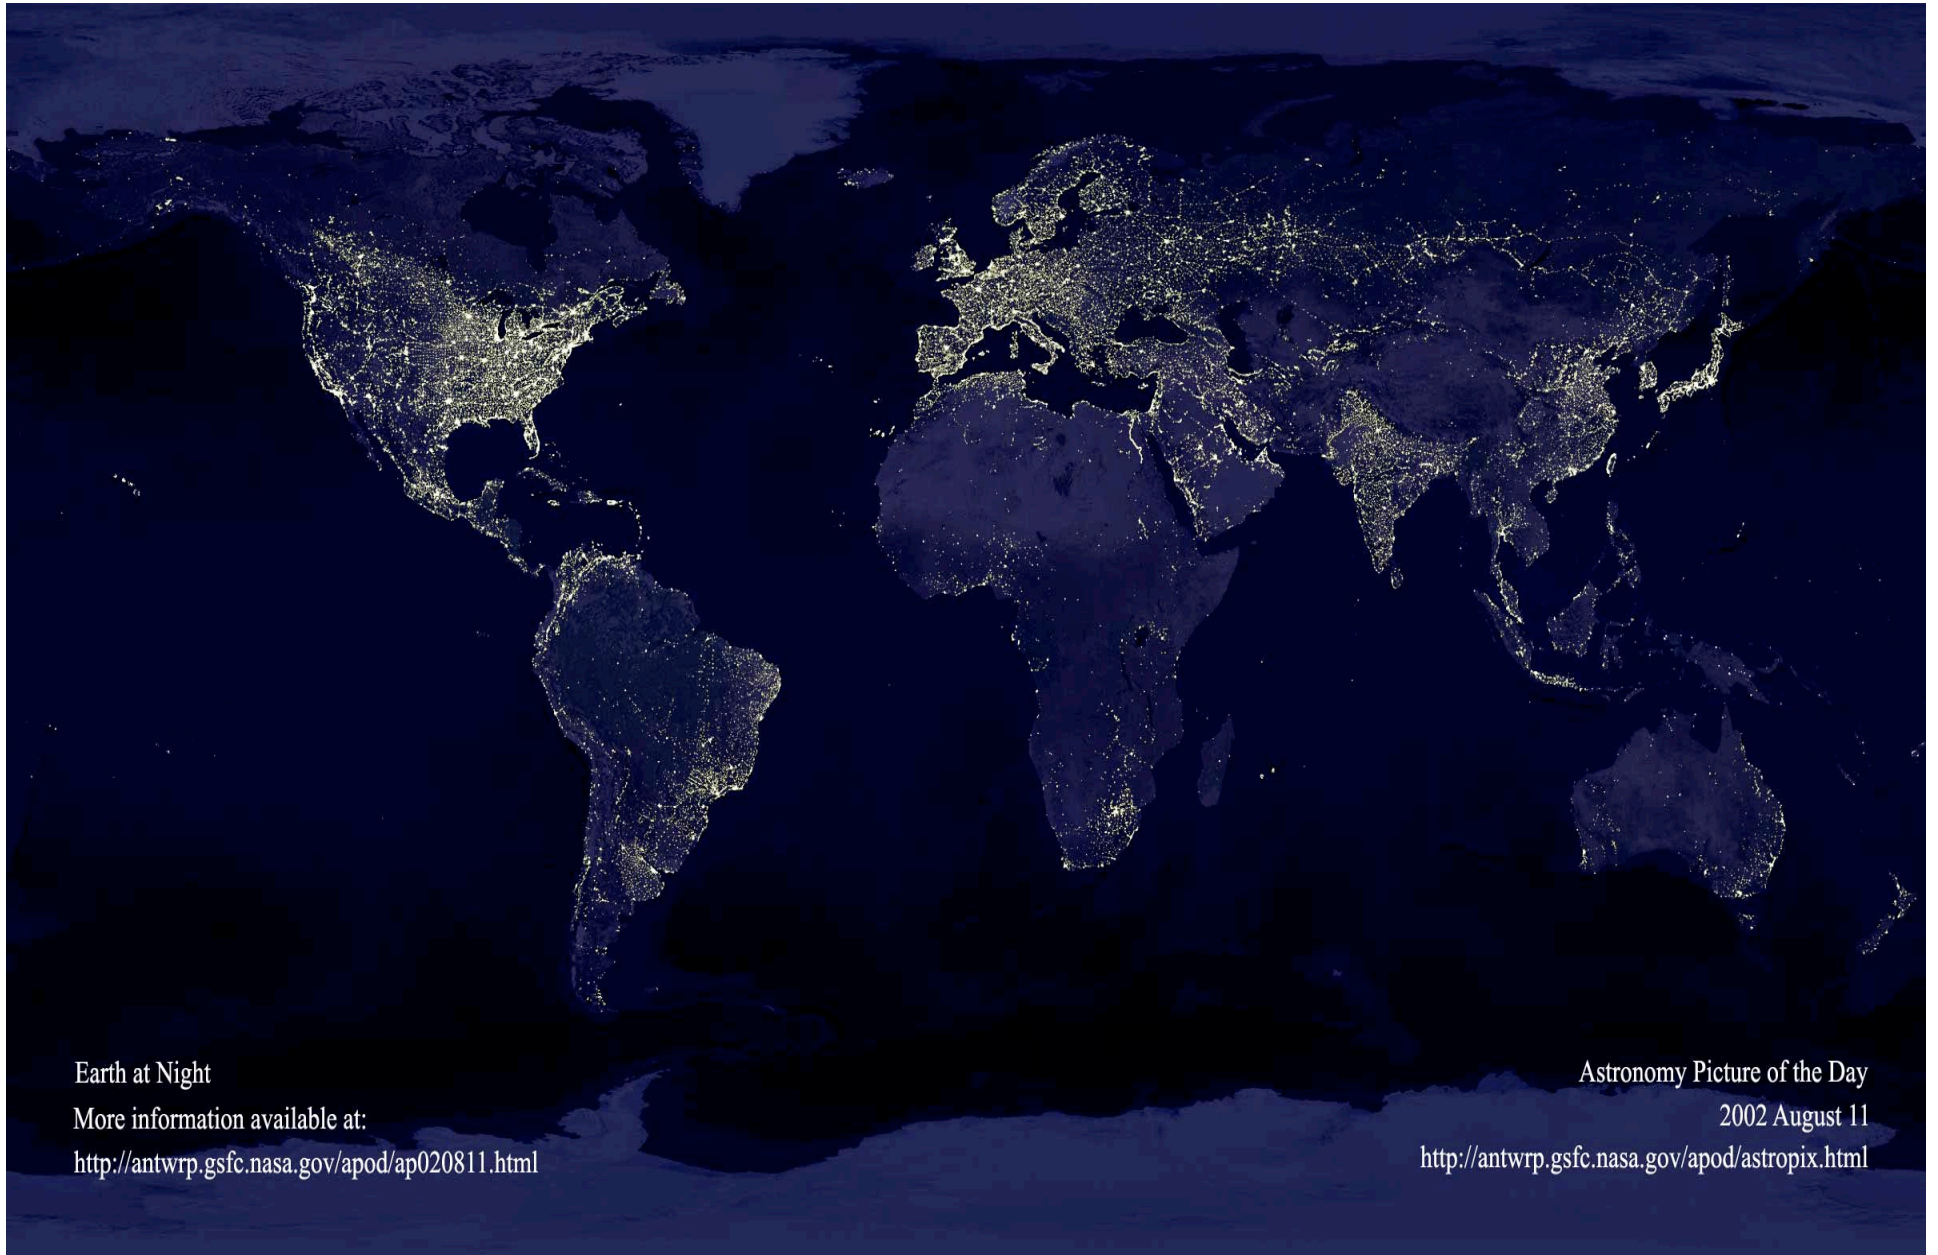 Earth at Night
More information available at:
http://antwrp.gsfc.nasa.gov/apod/ap020811.html
Astronomy Picture of the Day
2002 August 11
http://antwrp.gsfc.nasa.gov/apod/astropix.html